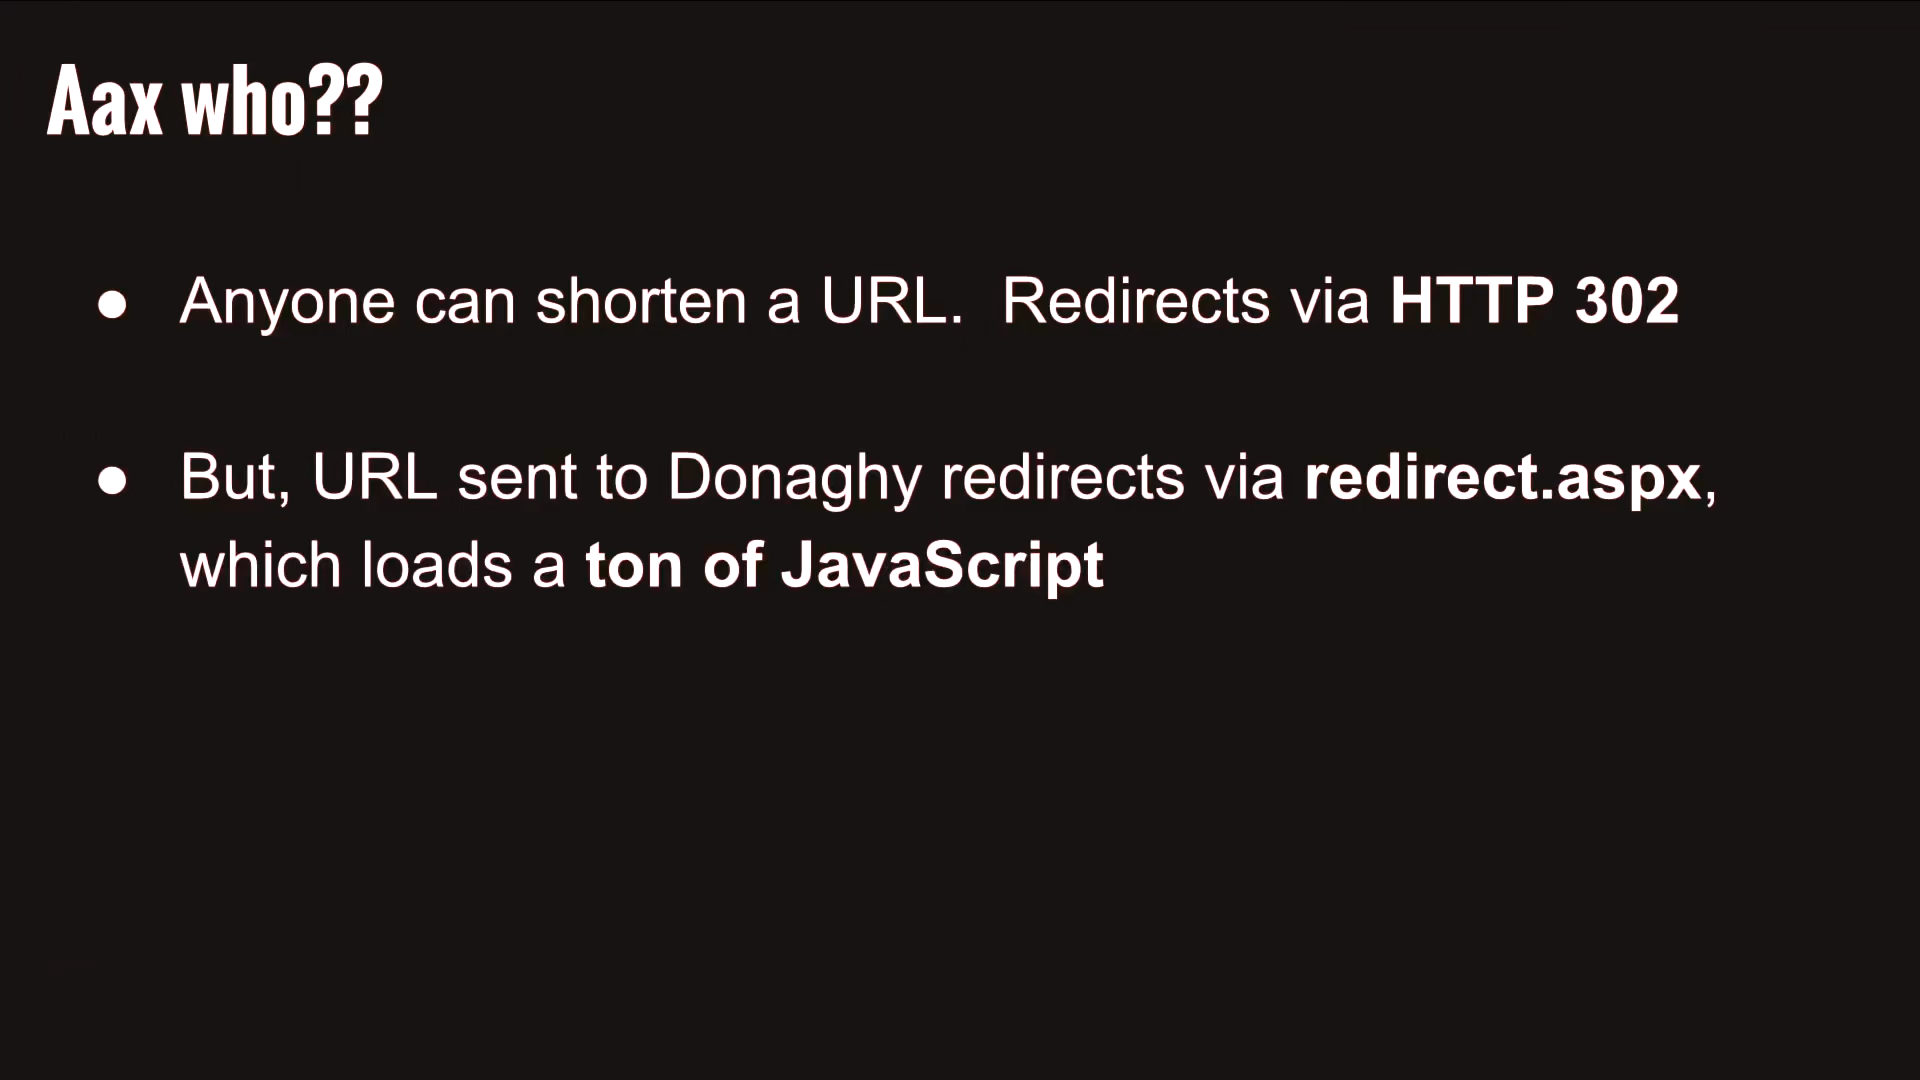 Aax who??
● Anyone can shorten a URL.  Redirects via HTTP 302
● But, URL sent to Donaghy redirects via redirect.aspx,
which loads a ton of JavaScript